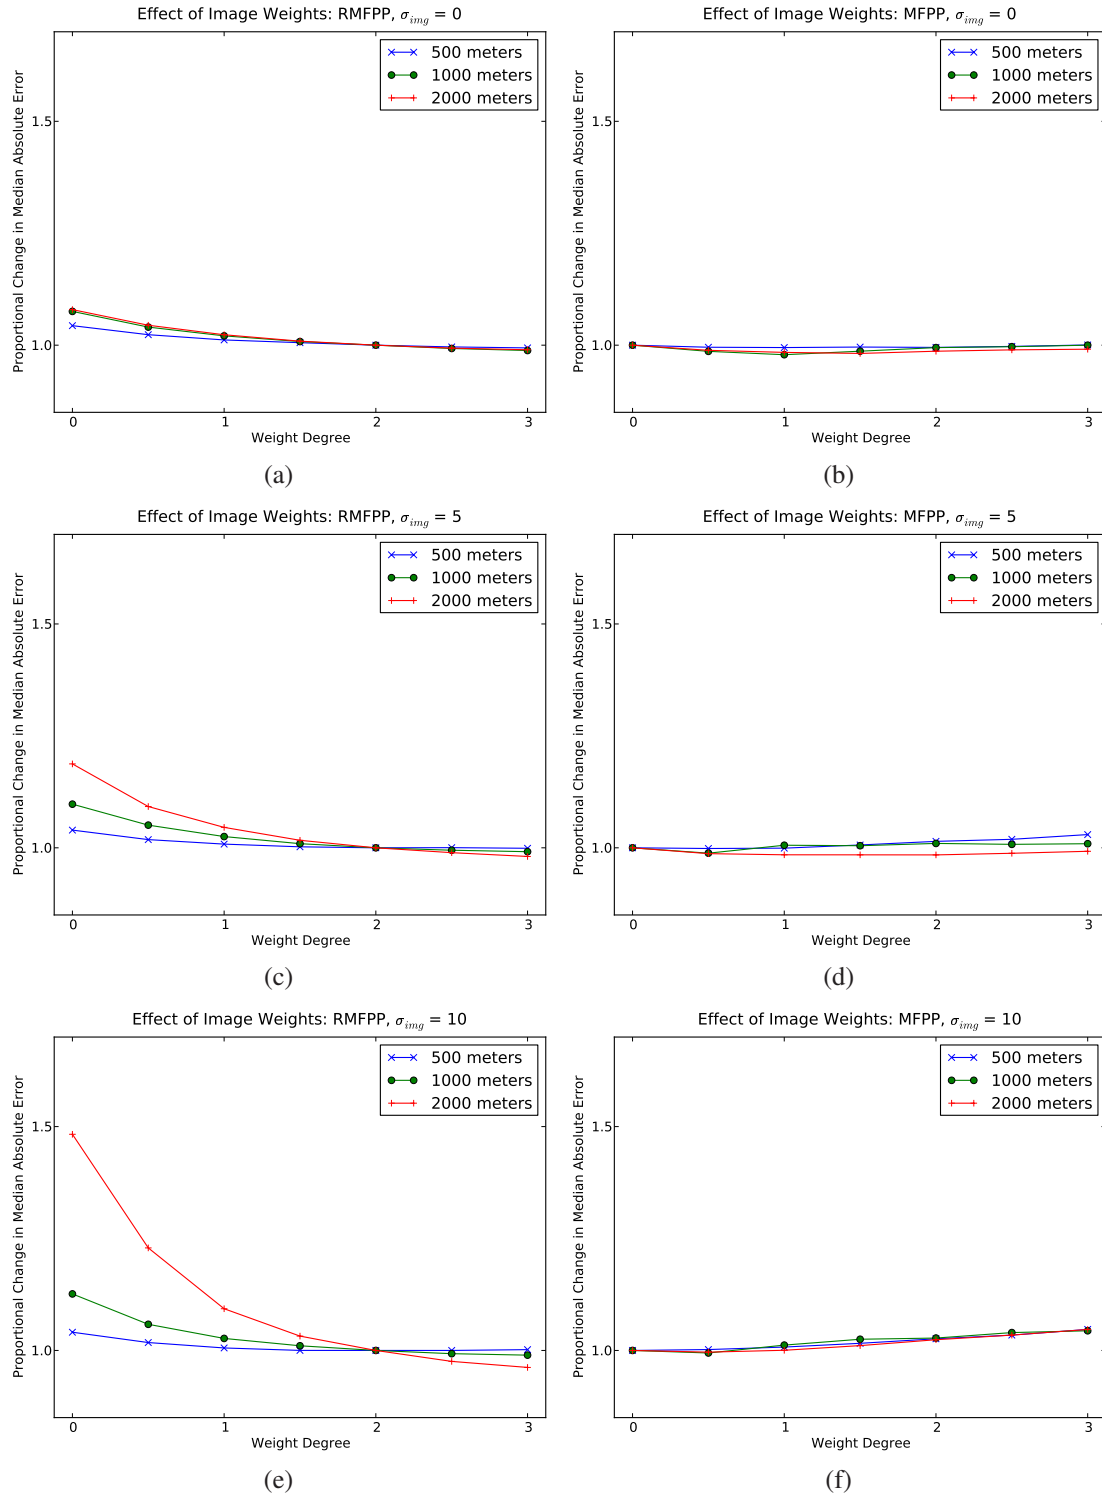 Effect of Image Weights: RMFPP, σimg = 0
Proportional Change in Median Absolute Error
1.5
1.0
500 meters
1000 meters
2000 meters
0 1 2 3
Weight Degree
(a)
Effect of Image Weights: MFPP, σimg = 0
Proportional Change in Median Absolute Error
1.5
1.0
500 meters
1000 meters
2000 meters
0 1 2 3
Weight Degree
(b)
Effect of Image Weights: RMFPP, σimg = 5
Proportional Change in Median Absolute Error
1.5
1.0
500 meters
1000 meters
2000 meters
0 1 2 3
Weight Degree
(c)
Effect of Image Weights: MFPP, σimg = 5
Proportional Change in Median Absolute Error
1.5
1.0
500 meters
1000 meters
2000 meters
0 1 2 3
Weight Degree
(d)
Effect of Image Weights: RMFPP, σimg = 10
Proportional Change in Median Absolute Error
1.5
1.0
500 meters
1000 meters
2000 meters
0 1 2 3
Weight Degree
(e)
Effect of Image Weights: MFPP, σimg = 10
Proportional Change in Median Absolute Error
1.5
1.0
500 meters
1000 meters
2000 meters
0 1 2 3
Weight Degree
(f)